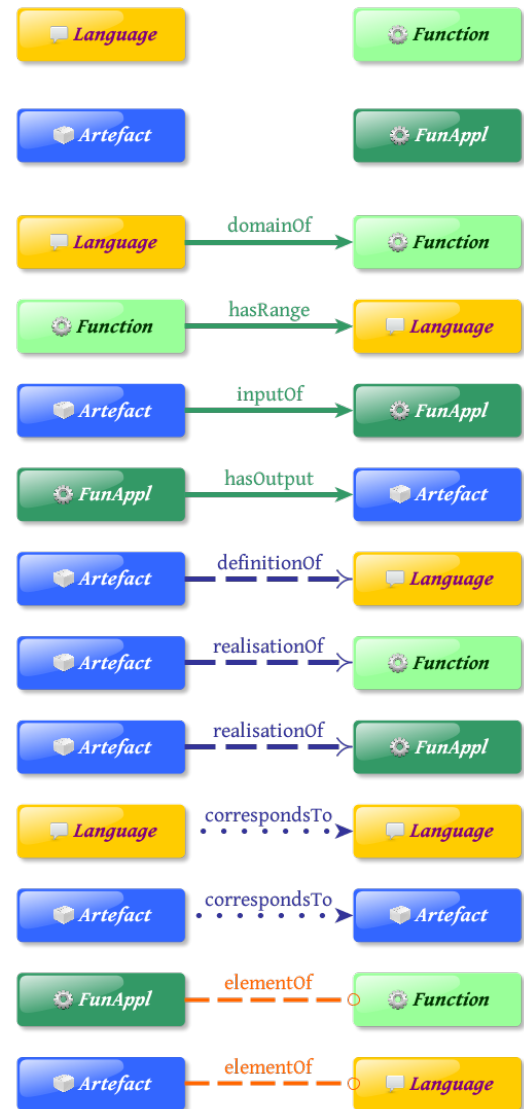 Language Function
Artefact FunAppl
Language domainOf Function
Function hasRange Language
Artefact inputOf FunAppl
FunAppl hasOutput Artefact
Artefact definitionOf Language
Artefact realisationOf Function
Artefact realisationOf FunAppl
Language correspondsTo Language
Artefact correspondsTo Artefact
FunAppl elementOf Function
Artefact elementOf Language